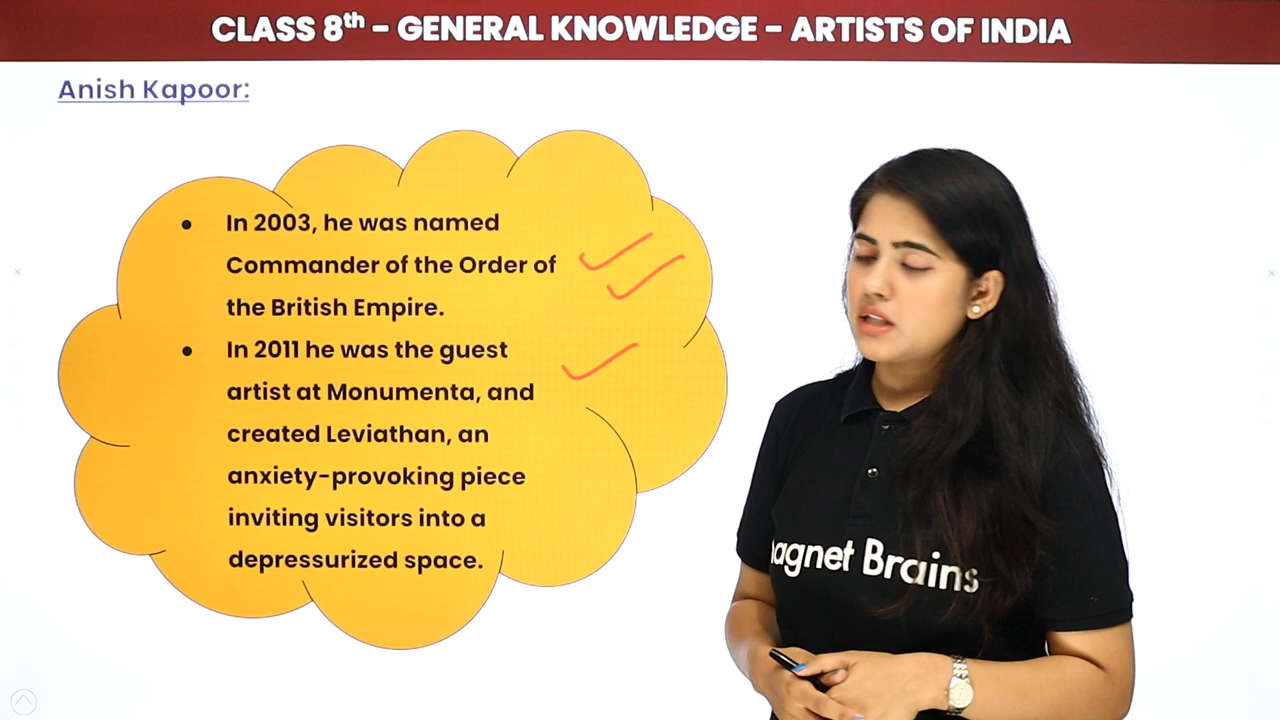 CLASS 8th - GENERAL KNOWLEDGE - ARTISTS OF INDIA
Anish Kapoor:
• In 2003, he was named
Commander of the Order of
the British Empire.
• In 2011 he was the guest
artist at Monumenta, and
created Leviathan, an
anxiety-provoking piece
inviting visitors into a
depressurized space.
agnet Brains